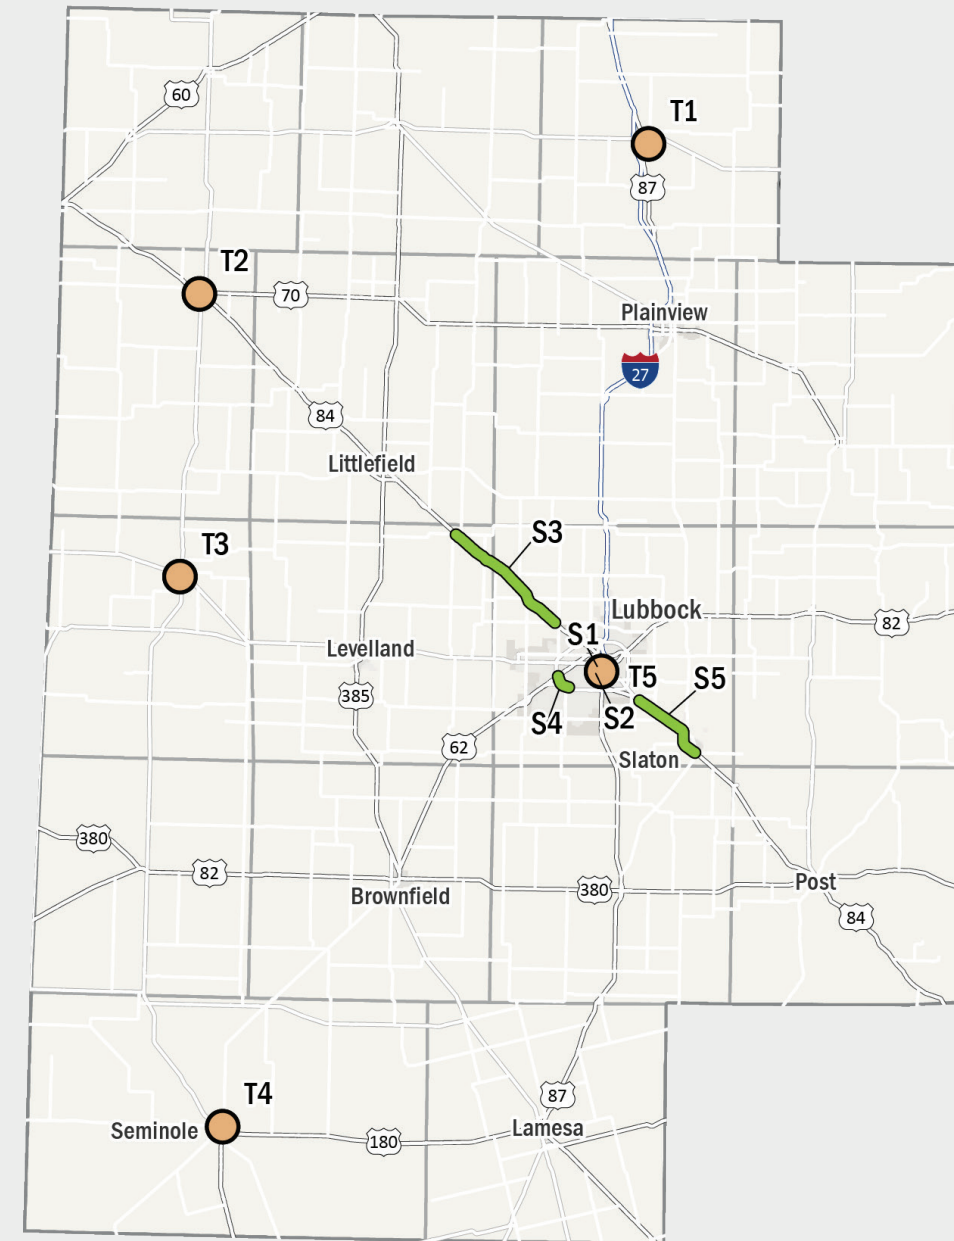 60
T1
87
T2
70
Plainview
27
84
Littlefield
S3
T3
Lubbock
82
S1
Levelland
T5
S5
385
S4
S2
62
Slaton
380
82
Brownfield
380
Post
84
T4
87
Seminole
Lamesa
180